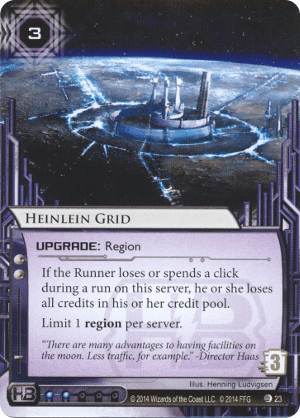 3
HEINLEIN GRID
UPGRADE: Region
If the Runner loses or spends a click
during a run on this server, he or she loses
all credits in his or her credit pool.
Limit 1 region per server.
"There are many advantages to having facilities on
the moon. Less traffic, for example." -Director Haas
3
Illus. Henning Ludvigsen
HB
© 2014 Wizards of the Coast LLC. © 2014 FFG
23